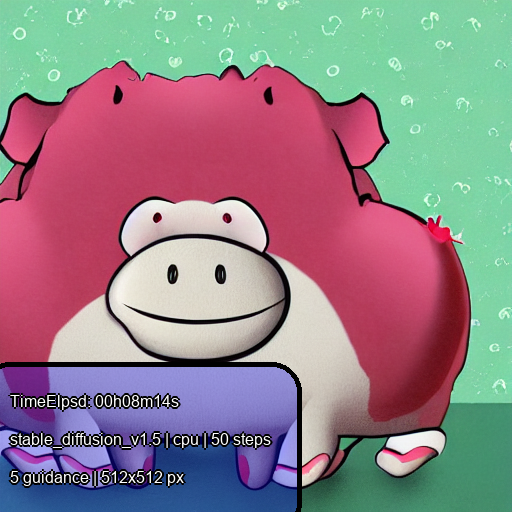 TimeElpsd: 00h08m14s
stable_diffusion_v1.5 | cpu | 50 steps
5 guidance | 512x512 px